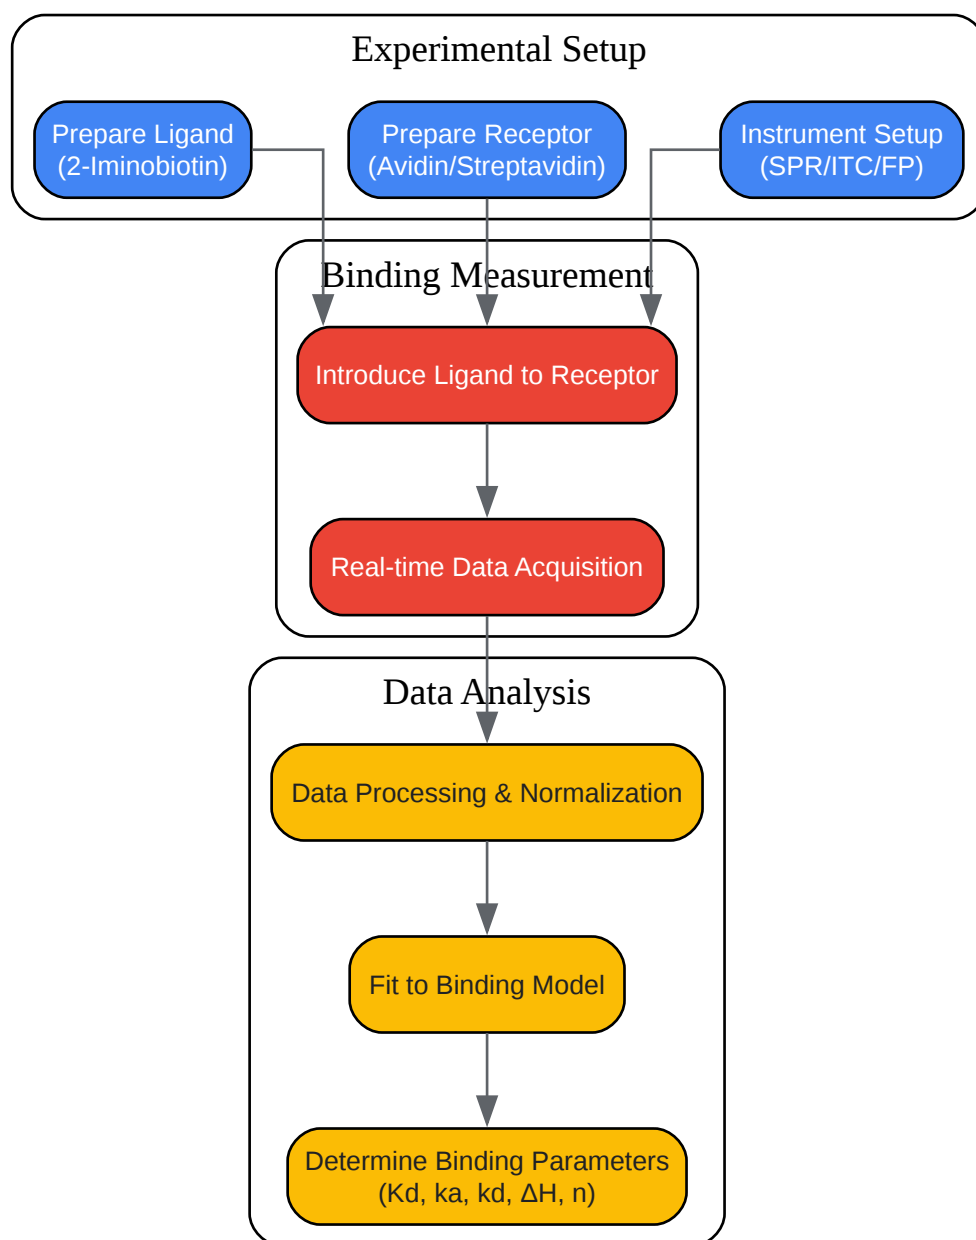 Experimental Setup
Prepare Ligand
(2-Iminobiotin)
Prepare Receptor
(Avidin/Streptavidin)
Instrument Setup
(SPR/ITC/FP)
Binding Measurement
Introduce Ligand to Receptor
Real-time Data Acquisition
Data Analysis
Data Processing & Normalization
Fit to Binding Model
Determine Binding Parameters
(Kd, ka, kd, ΔH, n)